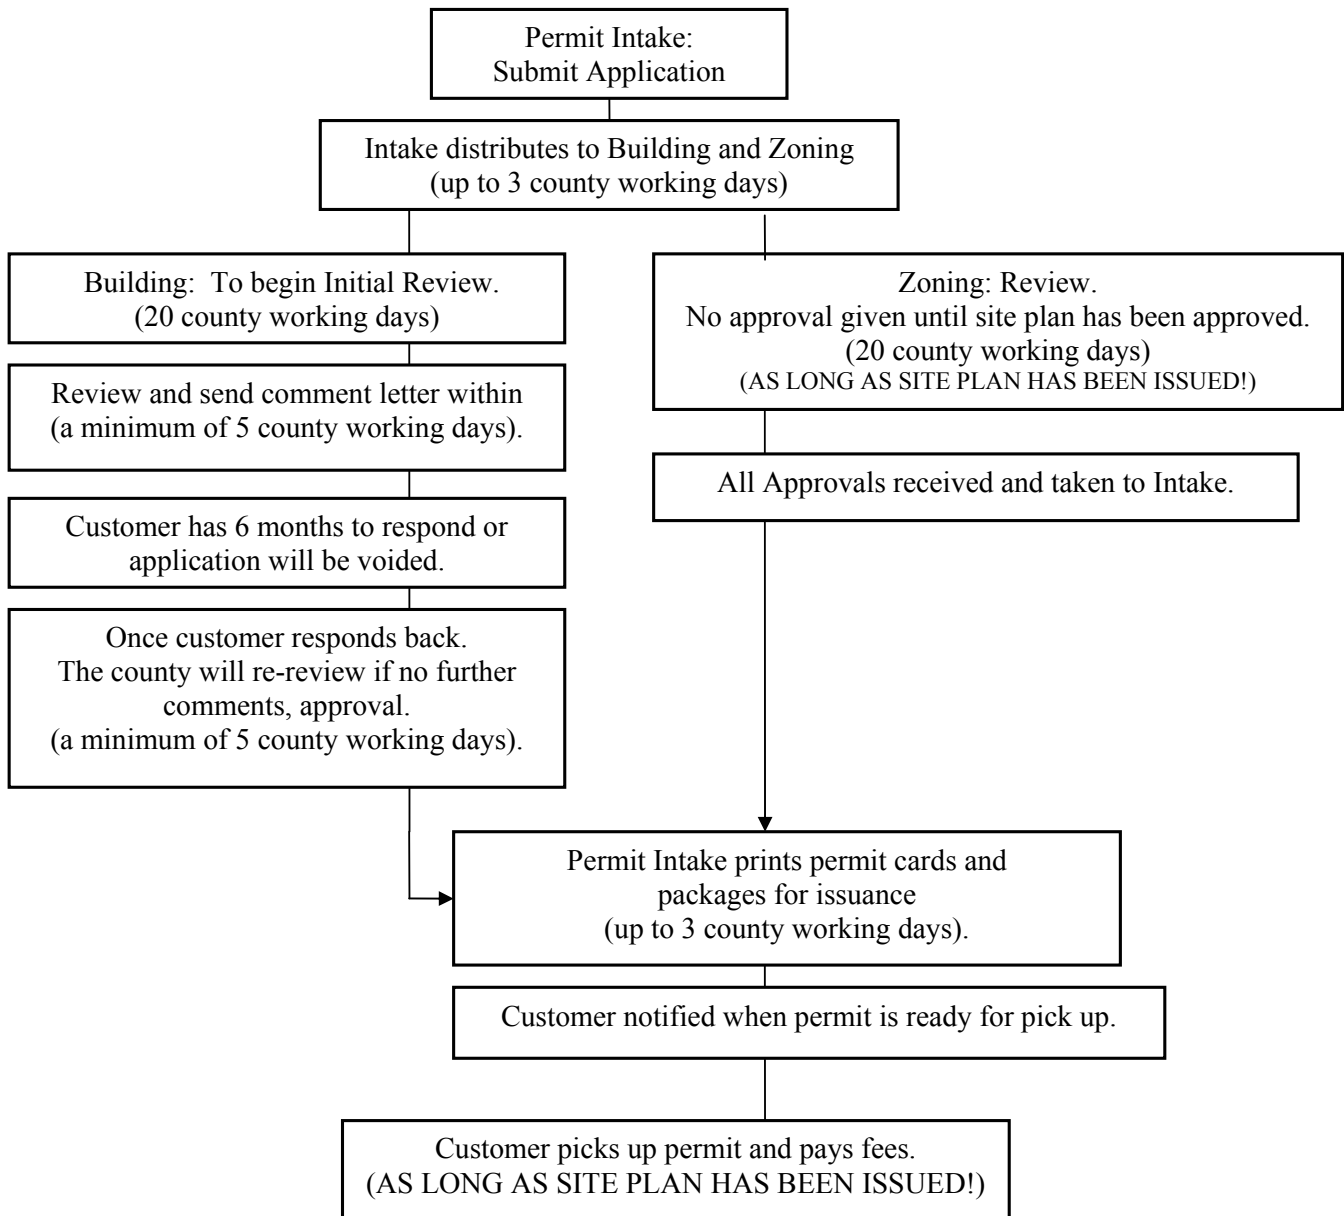 Permit Intake:
Submit Application
Intake distributes to Building and Zoning
(up to 3 county working days)
Building:  To begin Initial Review.
(20 county working days)
Review and send comment letter within
(a minimum of 5 county working days).
Customer has 6 months to respond or
application will be voided.
Once customer responds back.
The county will re-review if no further
comments, approval.
(a minimum of 5 county working days).
Zoning: Review.
No approval given until site plan has been approved.
(20 county working days)
(AS LONG AS SITE PLAN HAS BEEN ISSUED!)
All Approvals received and taken to Intake.
Permit Intake prints permit cards and
packages for issuance
(up to 3 county working days).
Customer notified when permit is ready for pick up.
Customer picks up permit and pays fees.
(AS LONG AS SITE PLAN HAS BEEN ISSUED!)